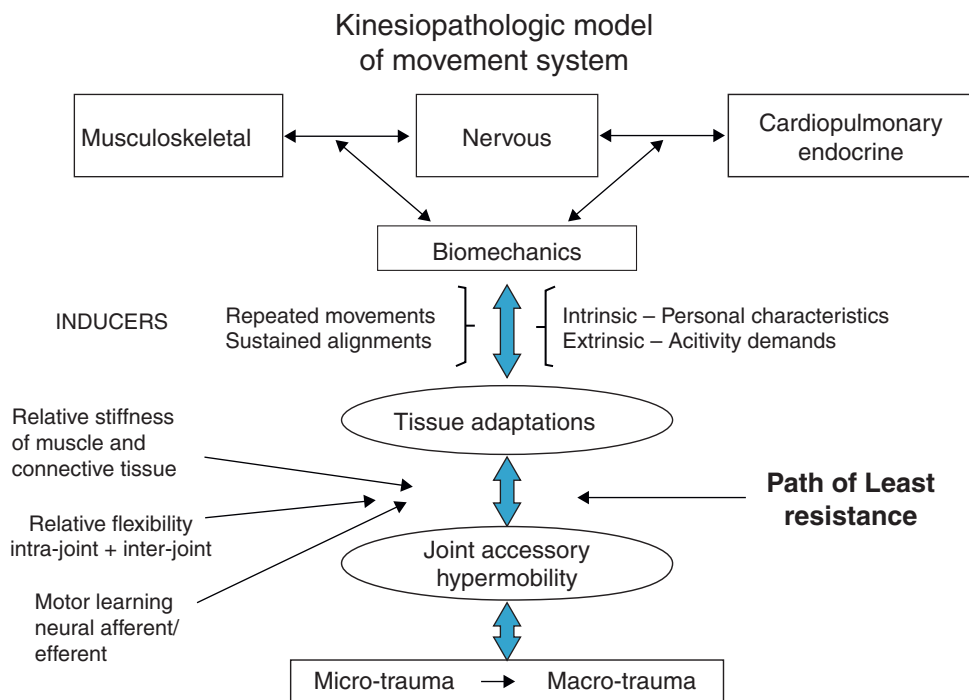 Kinesiopathologic model
of movement system
Musculoskeletal
Nervous
Cardiopulmonary
endocrine
Biomechanics
INDUCERS
Repeated movements
Sustained alignments
Intrinsic – Personal characteristics
Extrinsic – Acitivity demands
Tissue adaptations
Relative stiffness
of muscle and
connective tissue
Relative flexibility
intra-joint + inter-joint
Motor learning
neural afferent/
efferent
Path of Least
resistance
Joint accessory
hypermobility
Micro-trauma → Macro-trauma